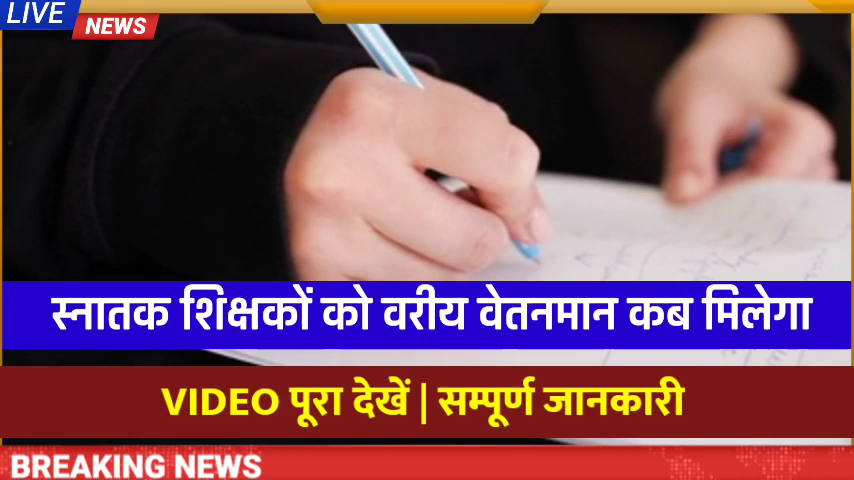 LIVE
NEWS
स्नातक शिक्षकों को वरीय वेतनमान कब मिलेगा
VIDEO पूरा देखें | सम्पूर्ण जानकारी
BREAKING NEWS